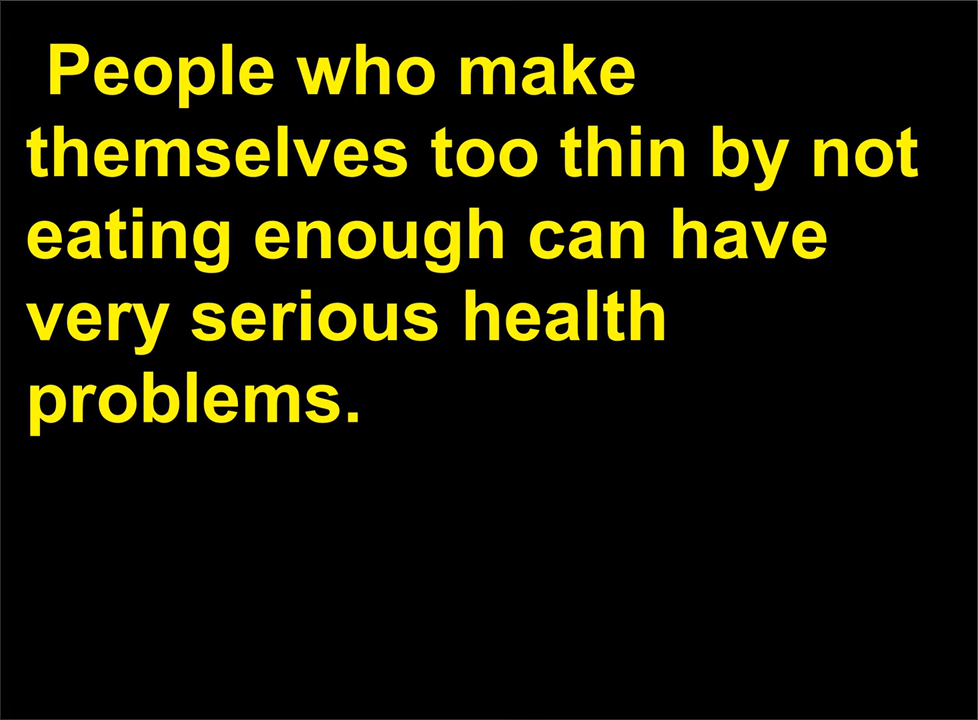 People who make
themselves too thin by not
eating enough can have
very serious health
problems.